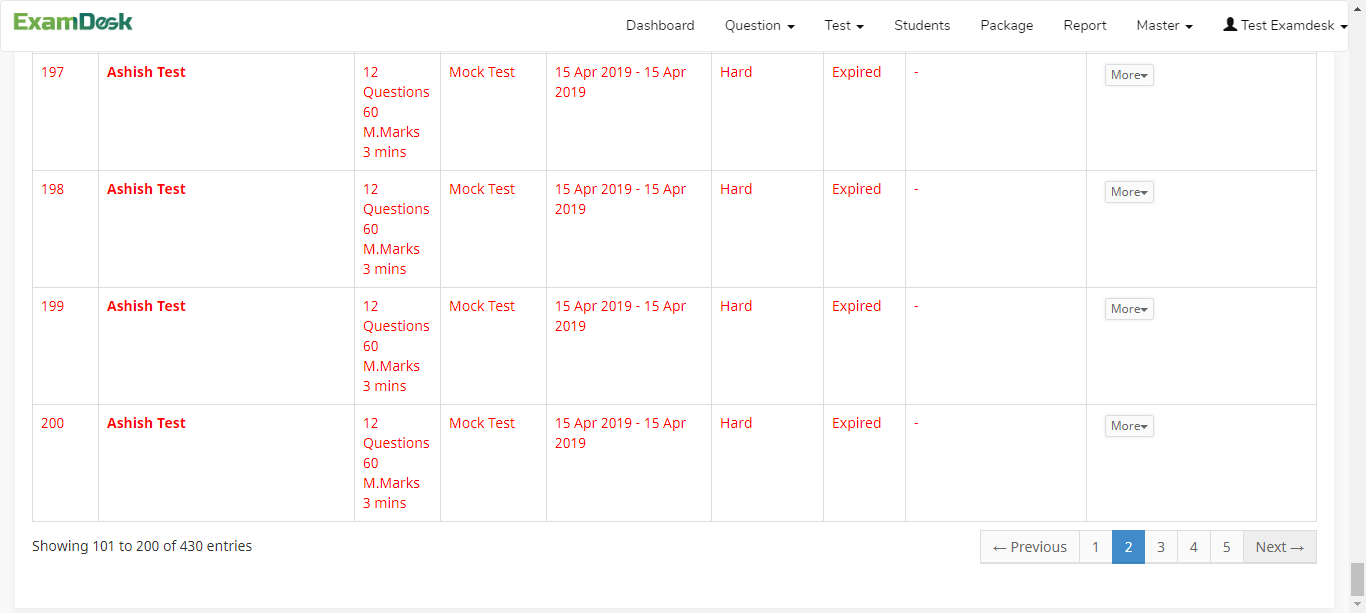 ExamDesk Dashboard Question Test Students Package Report Master Test Examdesk
197 Ashish Test 12 Mock Test 15 Apr 2019 - 15 Apr Hard Expired - More
Questions 2019
60
M.Marks
3 mins
198 Ashish Test 12 Mock Test 15 Apr 2019 - 15 Apr Hard Expired - More
Questions 2019
60
M.Marks
3 mins
199 Ashish Test 12 Mock Test 15 Apr 2019 - 15 Apr Hard Expired - More
Questions 2019
60
M.Marks
3 mins
200 Ashish Test 12 Mock Test 15 Apr 2019 - 15 Apr Hard Expired - More
Questions 2019
60
M.Marks
3 mins
Showing 101 to 200 of 430 entries ← Previous 1 2 3 4 5 Next →